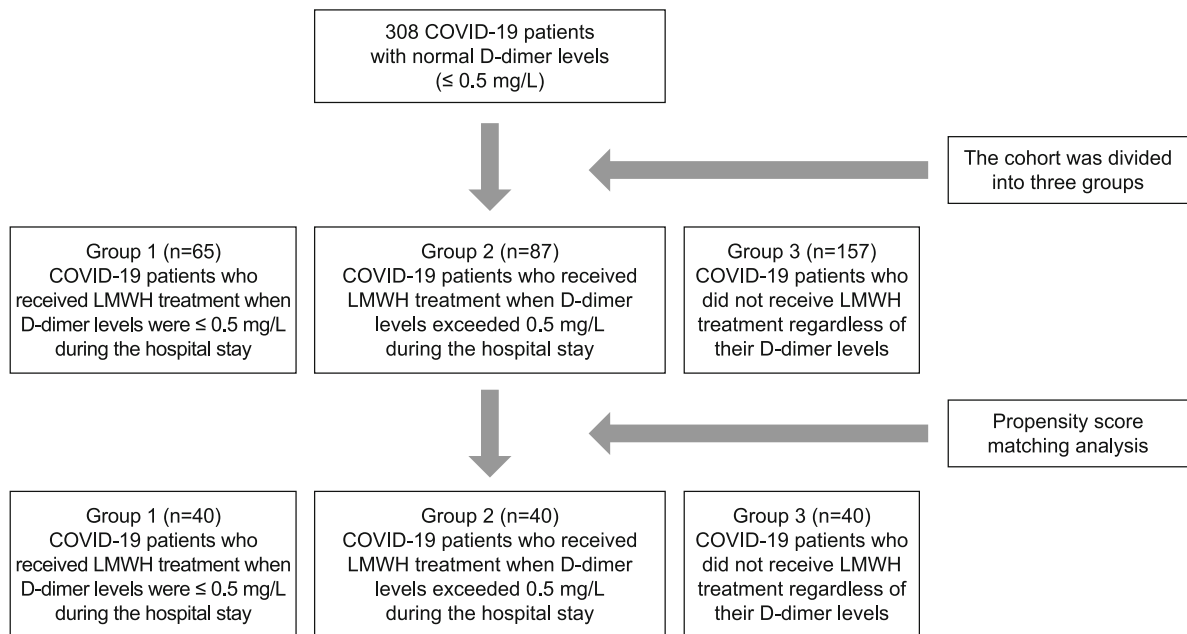 308 COVID-19 patients
with normal D-dimer levels
(≤ 0.5 mg/L)
The cohort was divided
into three groups
Group 1 (n=65)
COVID-19 patients who
received LMWH treatment when
D-dimer levels were ≤ 0.5 mg/L
during the hospital stay
Group 2 (n=87)
COVID-19 patients who received
LMWH treatment when D-dimer
levels exceeded 0.5 mg/L
during the hospital stay
Group 3 (n=157)
COVID-19 patients who
did not receive LMWH
treatment regardless of
their D-dimer levels
Propensity score
matching analysis
Group 1 (n=40)
COVID-19 patients who
received LMWH treatment when
D-dimer levels were ≤ 0.5 mg/L
during the hospital stay
Group 2 (n=40)
COVID-19 patients who received
LMWH treatment when D-dimer
levels exceeded 0.5 mg/L
during the hospital stay
Group 3 (n=40)
COVID-19 patients who
did not receive LMWH
treatment regardless of
their D-dimer levels